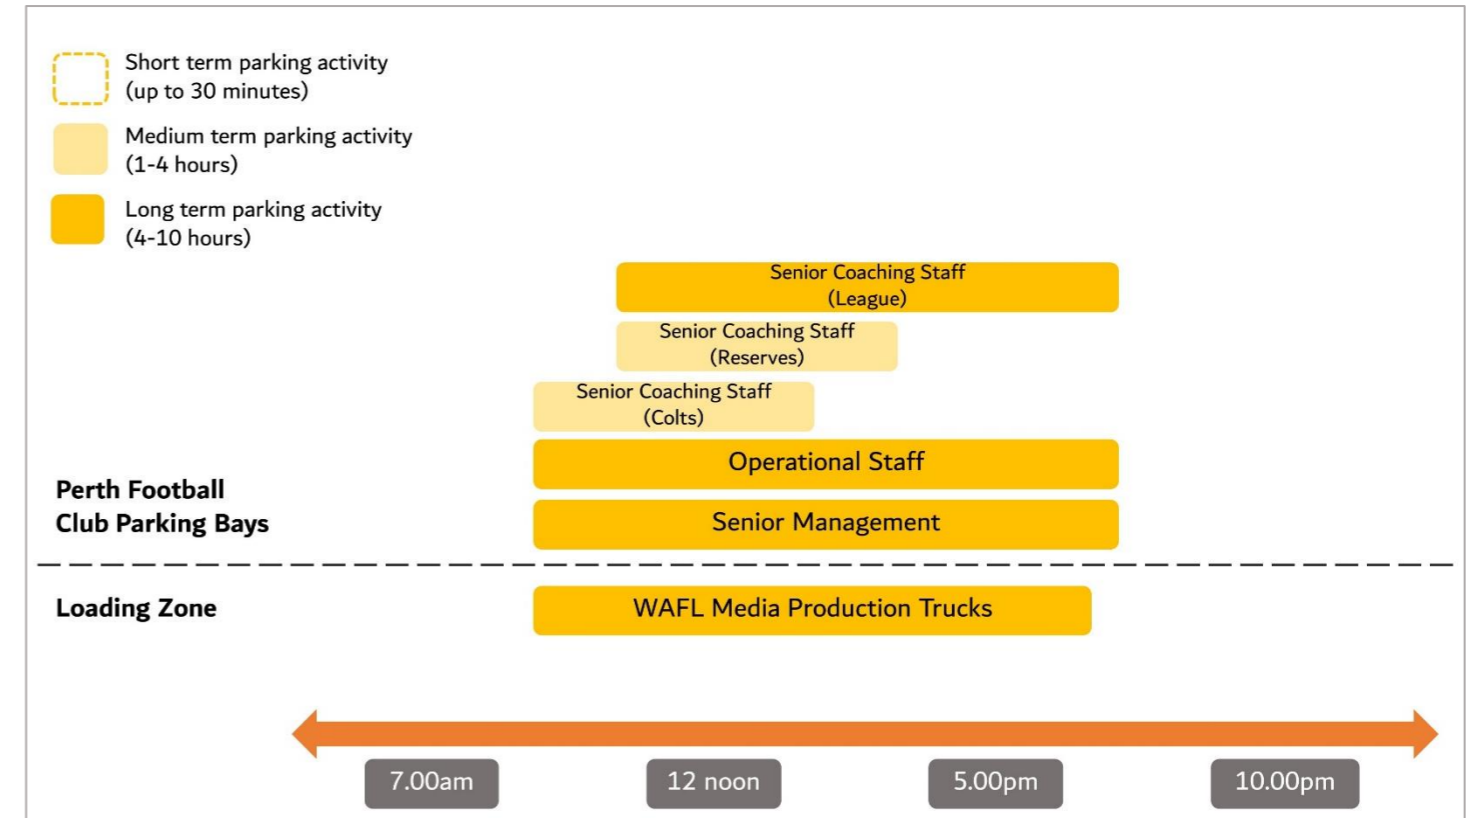 Short term parking activity
(up to 30 minutes)
Medium term parking activity
(1-4 hours)
Long term parking activity
(4-10 hours)
Senior Coaching Staff
(League)
Senior Coaching Staff
(Reserves)
Senior Coaching Staff
(Colts)
Operational Staff
Perth Football
Club Parking Bays
Senior Management
Loading Zone
WAFL Media Production Trucks
7.00am
12 noon
5.00pm
10.00pm